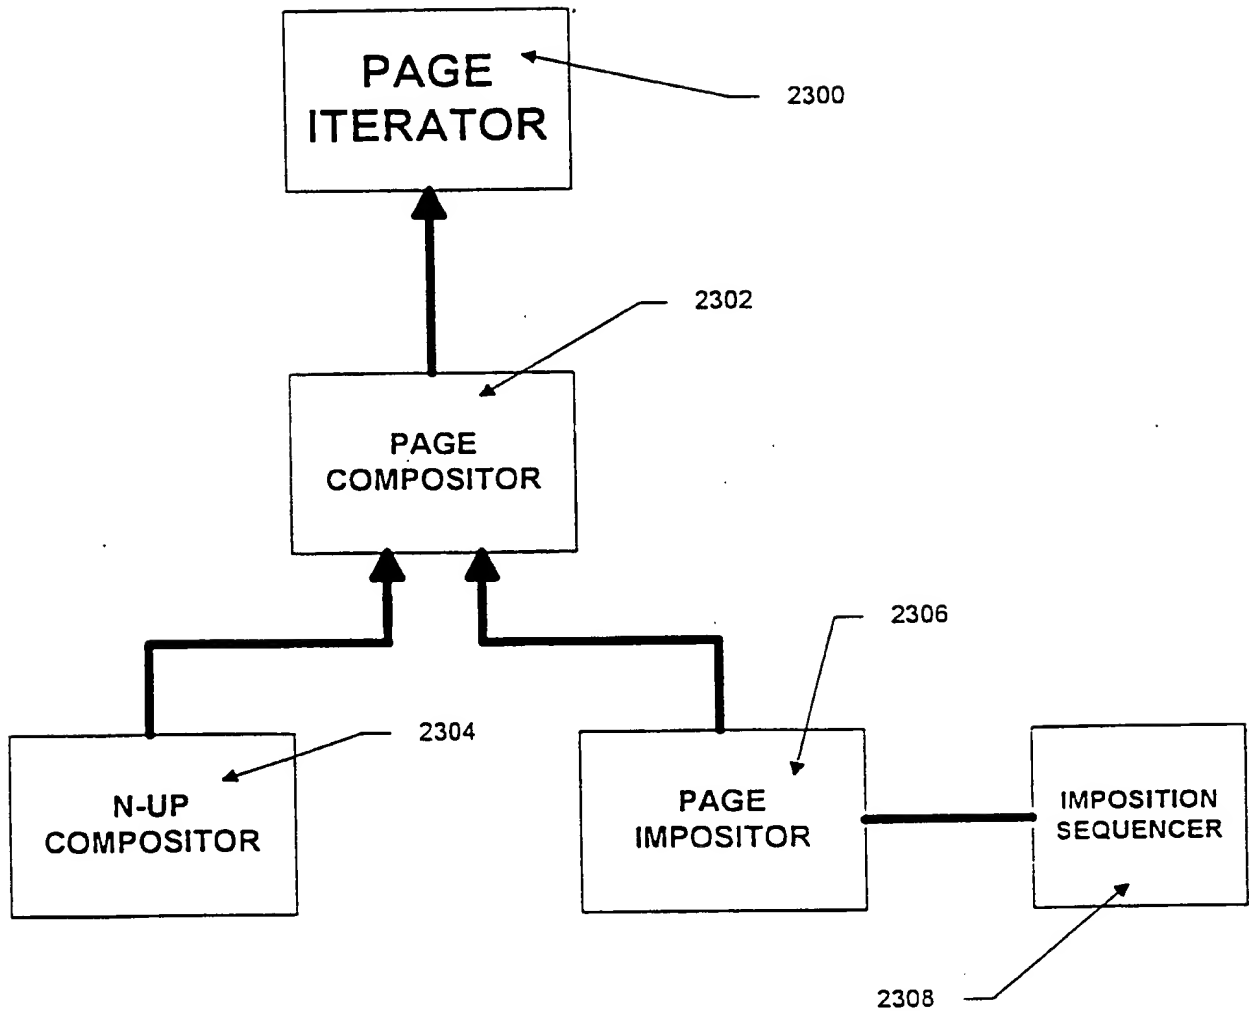 PAGE
ITERATOR
2300
2302
PAGE
COMPOSITOR
2306
2304
N-UP
COMPOSITOR
PAGE
IMPOSITOR
IMPOSITION
SEQUENCER
2308